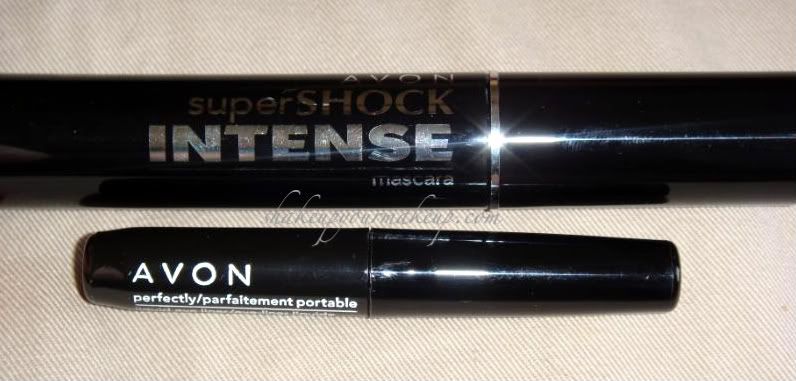 AVON
superSHOCK
INTENSE
mascara
shakeupyourmakeup.com
AVON
perfectly/parfaitement portable